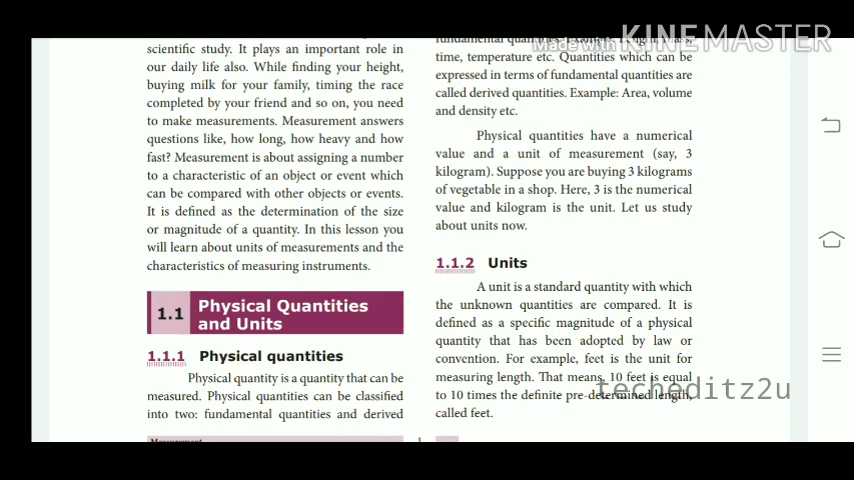 scientific study. It plays an important role in
our daily life also. While finding your height,
buying milk for your family, timing the race
completed by your friend and so on, you need
to make measurements. Measurement answers
questions like, how long, how heavy and how
fast? Measurement is about assigning a number
to a characteristic of an object or event which
can be compared with other objects or events.
It is defined as the determination of the size
or magnitude of a quantity. In this lesson you
will learn about units of measurements and the
characteristics of measuring instruments.
1.1 Physical Quantities
and Units
1.1.1 Physical quantities
Physical quantity is a quantity that can be
measured. Physical quantities can be classified
into two: fundamental quantities and derived
Measurement
fundamental quantities. Example: Length, mass,
time, temperature etc. Quantities which can be
expressed in terms of fundamental quantities are
called derived quantities. Example: Area, volume
and density etc.
Physical quantities have a numerical
value and a unit of measurement (say, 3
kilogram). Suppose you are buying 3 kilograms
of vegetable in a shop. Here, 3 is the numerical
value and kilogram is the unit. Let us study
about units now.
1.1.2 Units
A unit is a standard quantity with which
the unknown quantities are compared. It is
defined as a specific magnitude of a physical
quantity that has been adopted by law or
convention. For example, feet is the unit for
measuring length. That means, 10 feet is equal
to 10 times the definite pre-determined length,
called feet.
1
Made with KINEMASTER
techeditz2u